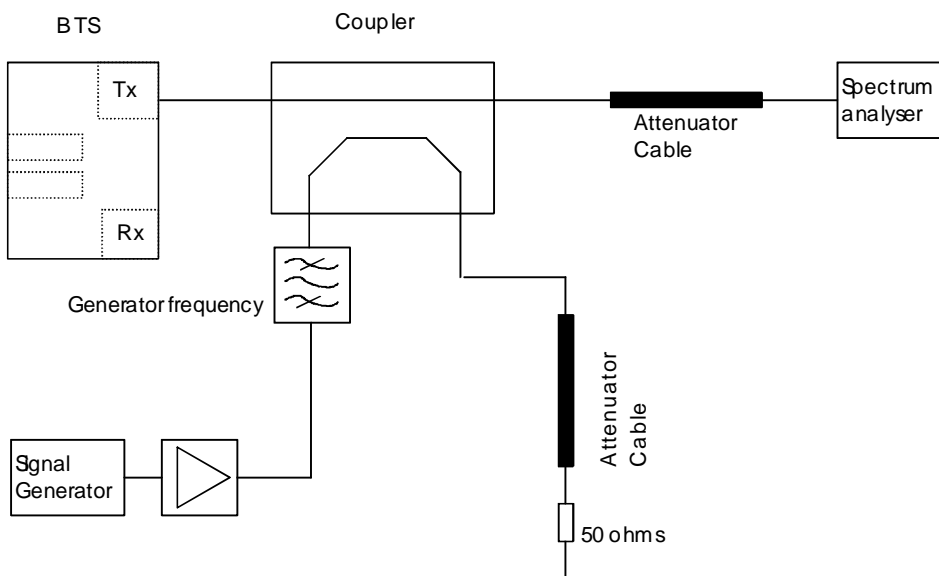 BTS
Coupler
Tx
Spectrum
analyser
Attenuator
Cable
Rx
Generator frequency
Attenuator
Cable
Signal
Generator
50 ohms